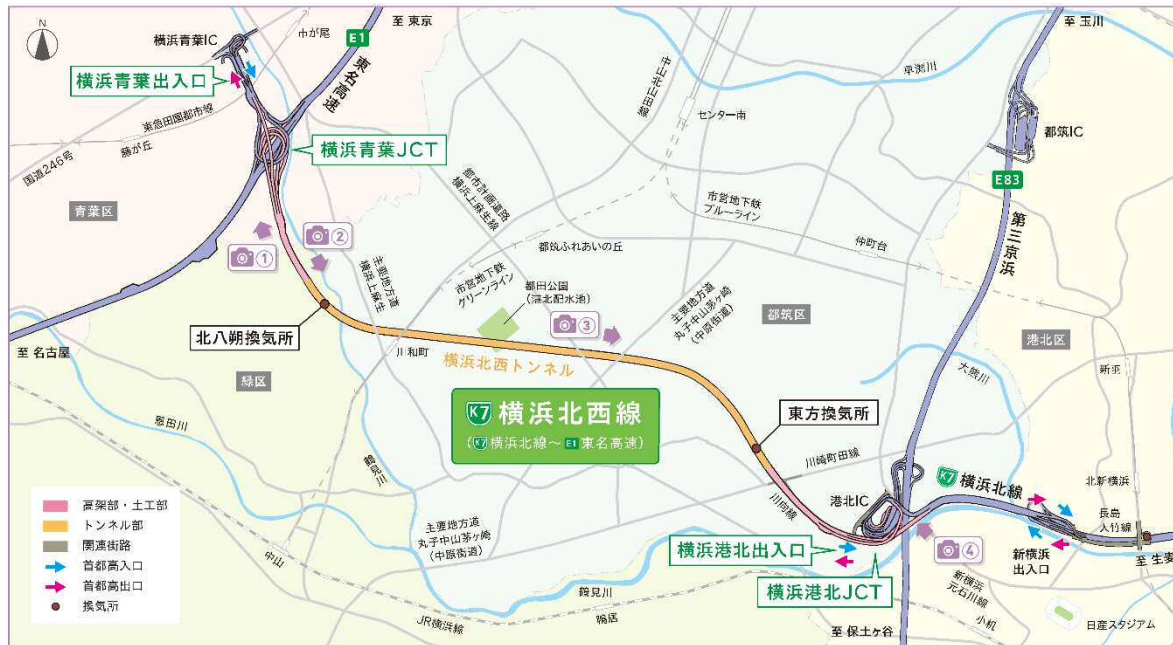 N
横浜青葉IC
市が尾
至 東京
E1
東名高速
横浜青葉出入口
東急田園都市線
藤が丘
国道246号
横浜青葉JCT
青葉区
①
②
都市計画道路
横浜上麻生線
主要地方道
横浜上麻生
中山北山田線
センター南
早渕川
至 玉川
都筑IC
E83
第三京浜
市営地下鉄
ブルーライン
仲町台
都筑ふれあいの丘
市営地下鉄
グリーンライン
都田公園
(港北配水池)
③
主要地方道
丸子中山茅ヶ崎
(中原街道)
都筑区
港北区
新羽
大熊川
至 名古屋
北八朔換気所
緑区
川和町
横浜北西トンネル
K7 横浜北西線
(K7 横浜北線~E1 東名高速)
東方換気所
川崎町田線
恩田川
鶴見川
川向線
港北IC
K7 横浜北線
北新横浜
長島
大竹線
新横浜
出入口
至 生麦
高架部・土工部
トンネル部
関連街路
首都高入口
首都高出口
換気所
中山
主要地方道
丸子中山茅ヶ崎
(中原街道)
横浜港北出入口
横浜港北JCT
④
新横浜
元石川線
鶴見川
鴨居
JR横浜線
小机
至 保土ヶ谷
日産スタジアム